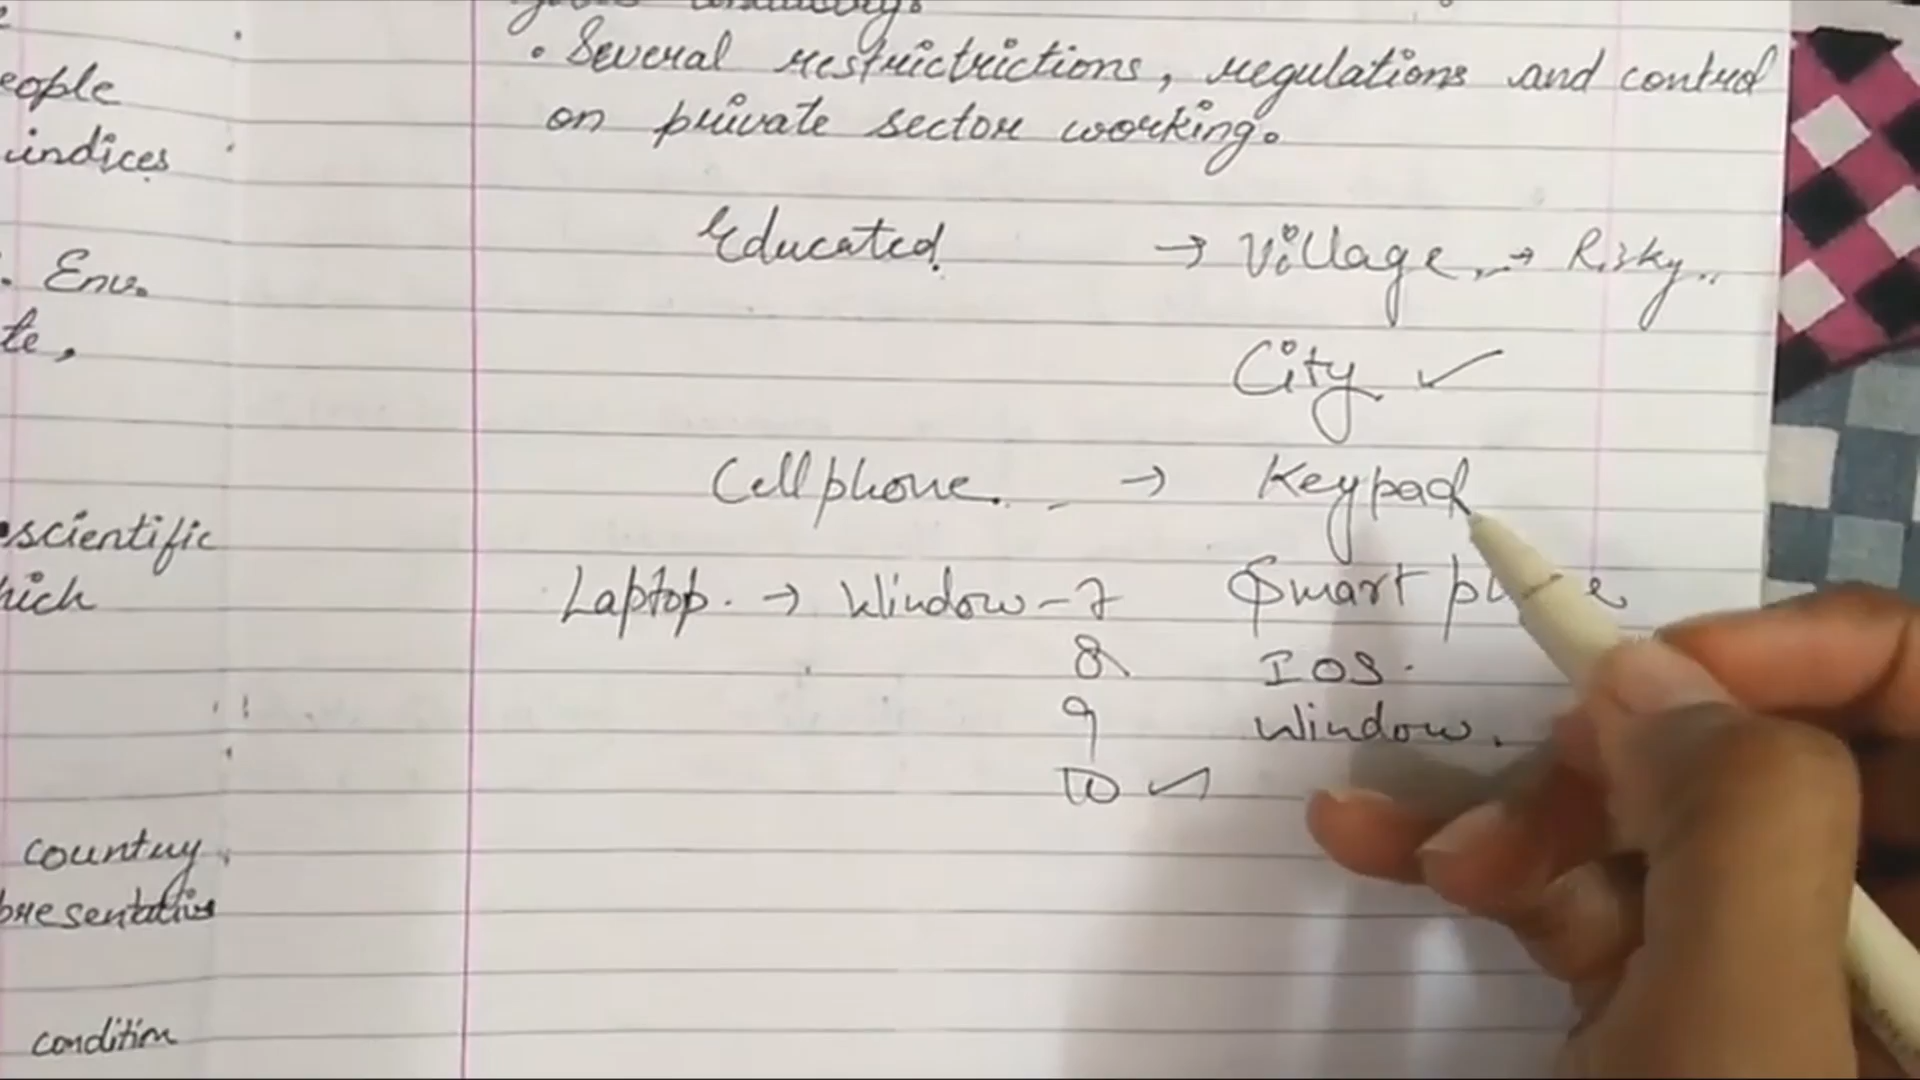 eople
indices
. Env.
te,
scientific
hich
country
condition
• Several restrictrictions, regulations and control
on private sector working.
Educated. → Village. → Risky..
City ✓
Cellphone. → Keypad
Laptop. → Window - 7 Smart
8 IOS.
9 Window.
10 ✓